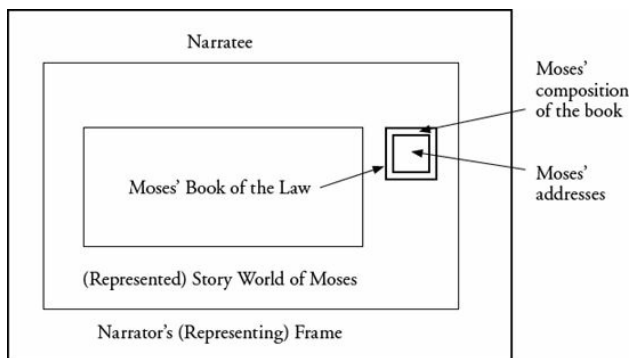 Narratee
Moses’
composition
of the book
Moses’ Book of the Law
Moses’
addresses
(Represented) Story World of Moses
Narrator’s (Representing) Frame